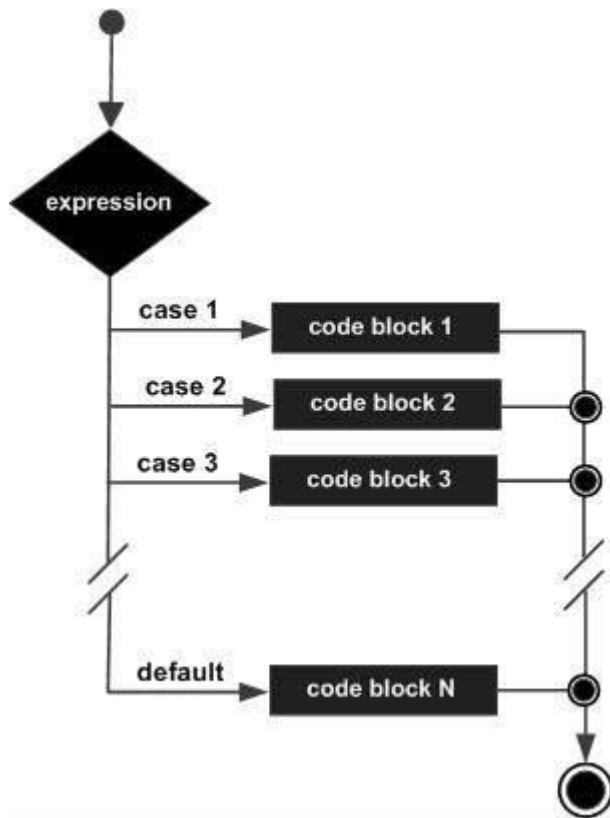 expression
case 1
code block 1
case 2
code block 2
case 3
code block 3
default
code block N